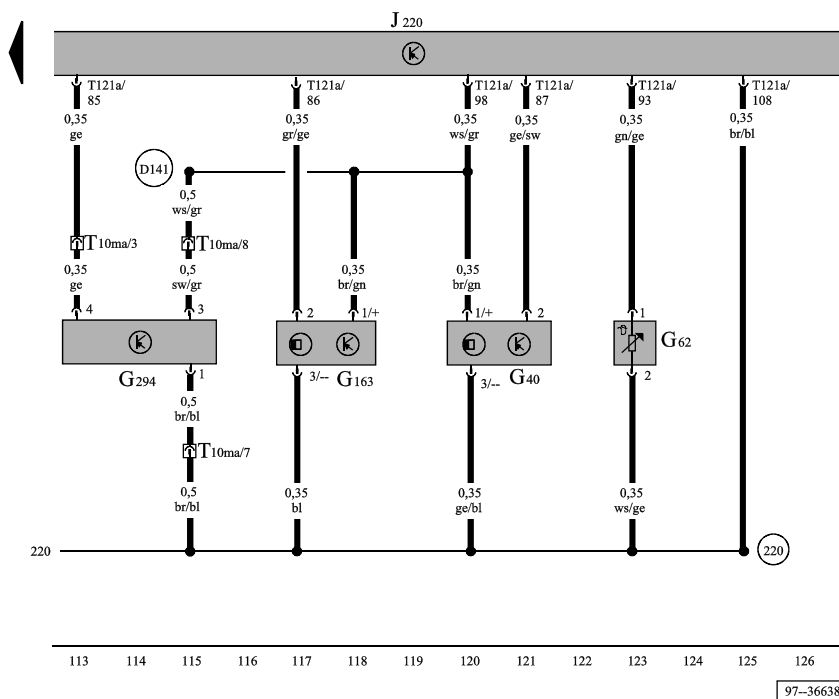 J 220
T121a/ T121a/ T121a/ T121a/ T121a/ T121a/
85 86 98 87 93 108
0,35 0,35 0,35 0,35 0,35 0,35
ge gr/ge ws/gr ge/sw gn/ge br/bl
D141
0,5
ws/gr
T10ma/3 T10ma/8
0,35 0,5 0,35 0,35
ge sw/gr br/gn br/gn
4 3 2 1/+ 1/+ 2 1
G62
G294 1 3/-- G163 3/-- G40 2
0,5
br/bl
T10ma/7
0,5 0,35 0,35 0,35
br/bl bl ge/bl ws/ge
220 220
113 114 115 116 117 118 119 120 121 122 123 124 125 126
97--36638